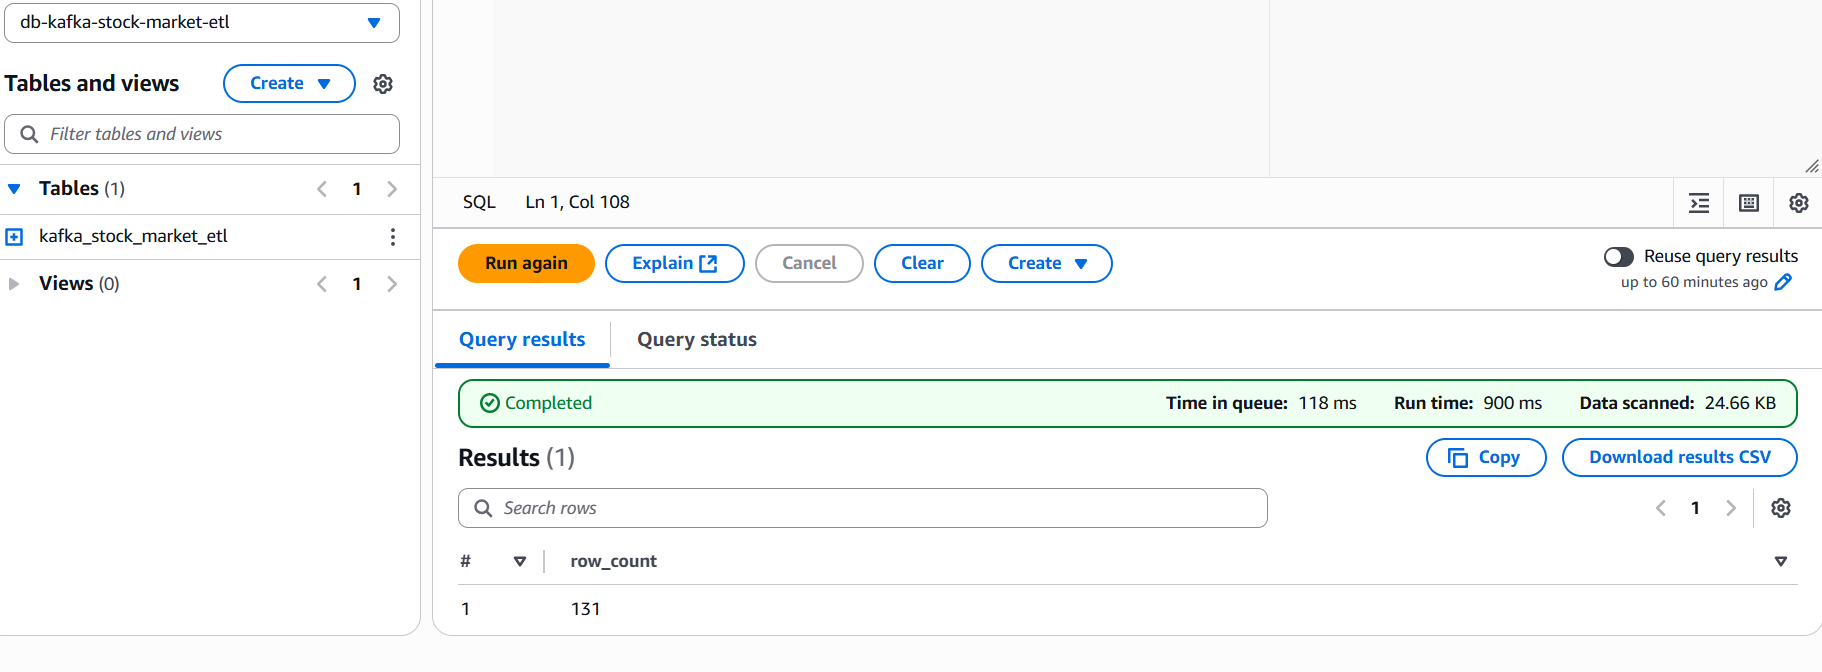 db-kafka-stock-market-etl
Tables and views
Create
Filter tables and views
Tables (1)
1
kafka_stock_market_etl
Views (0)
1
SQL Ln 1, Col 108
Run again
Explain
Cancel
Clear
Create
Reuse query results
up to 60 minutes ago
Query results
Query status
Completed
Time in queue: 118 ms
Run time: 900 ms
Data scanned: 24.66 KB
Results (1)
Copy
Download results CSV
Search rows
1
# row_count
1 131